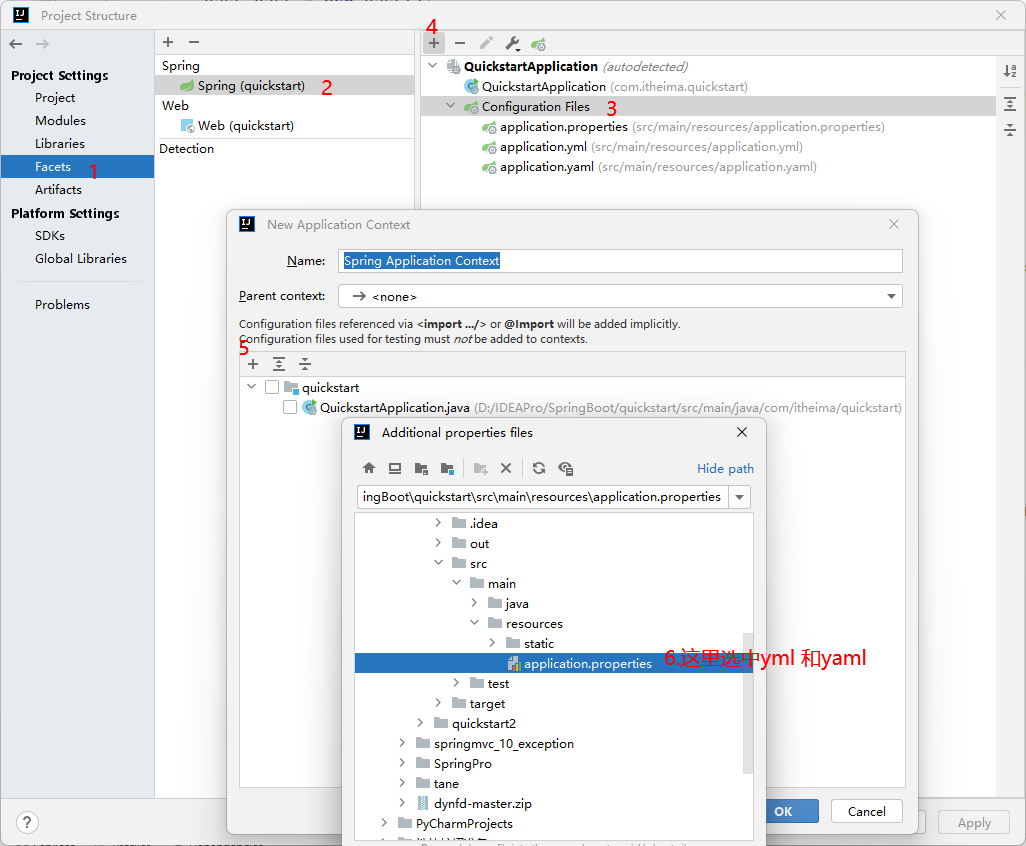 Project Structure
4
Project Settings
Project
Modules
Libraries
Facets
1
Artifacts
Platform Settings
SDKs
Global Libraries
Problems
Spring
Spring (quickstart)
2
Web
Web (quickstart)
Detection
QuickstartApplication (autodetected)
QuickstartApplication (com.itheima.quickstart)
Configuration Files
3
application.properties (src/main/resources/application.properties)
application.yml (src/main/resources/application.yml)
application.yaml (src/main/resources/application.yaml)
New Application Context
Name: Spring Application Context
Parent context: <none>
Configuration files referenced via <import .../> or @Import will be added implicitly.
Configuration files used for testing must not be added to contexts.
5
quickstart
QuickstartApplication.java (D:/IDEAPro/SpringBoot/quickstart/src/main/java/com/itheima/quickstart)
Additional properties files
Hide path
ingBoot\quickstart\src\main\resources\application.properties
.idea
out
src
main
java
resources
static
application.properties
6.这里选中yml 和yaml
test
target
quickstart2
springmvc_10_exception
SpringPro
tane
dynfd-master.zip
PyCharmProjects
OK
Cancel
?
Apply